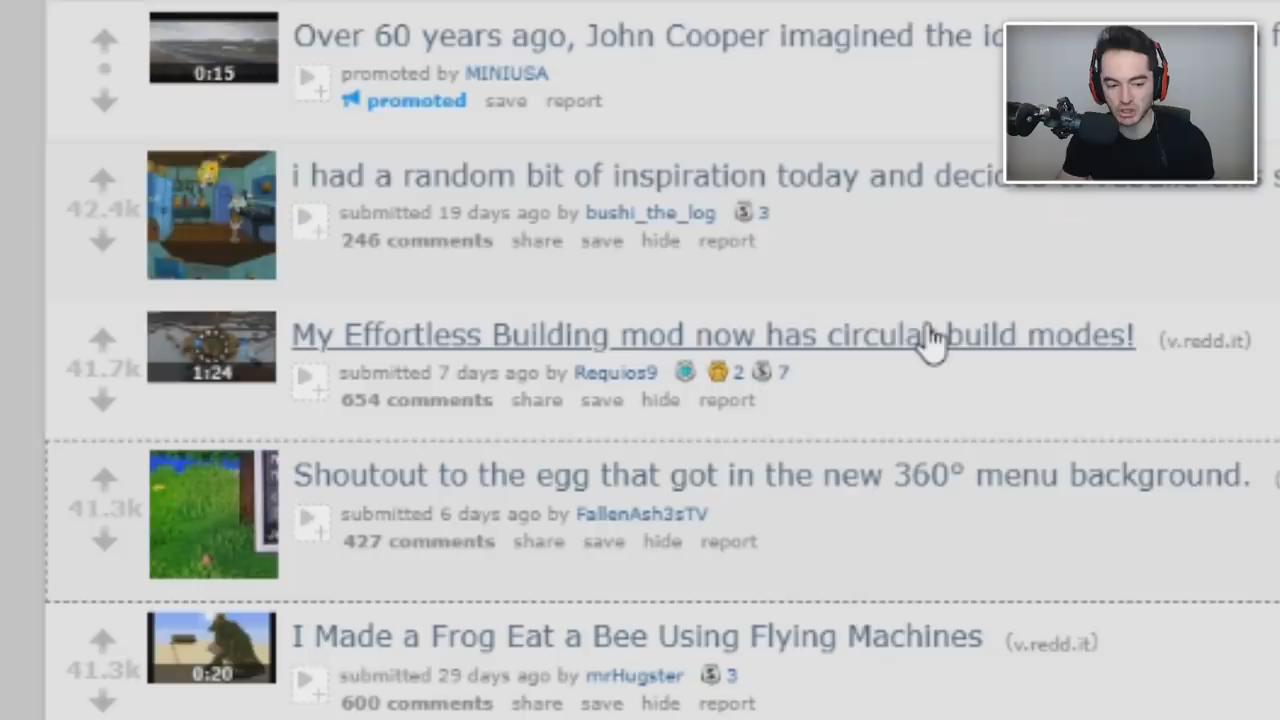 Over 60 years ago, John Cooper imagined the
0:15
promoted by MINIUSA
promoted save report
i had a random bit of inspiration today and
42.4k
submitted 19 days ago by bushi_the_log 3
246 comments share save hide report
My Effortless Building mod now has circular build modes! (v.redd.it)
41.7k
1:24
submitted 7 days ago by Requios9 2 7
654 comments share save hide report
Shoutout to the egg that got in the new 360° menu background.
41.3k
submitted 6 days ago by FallenAsh3sTV
427 comments share save hide report
I Made a Frog Eat a Bee Using Flying Machines (v.redd.it)
41.3k
0:20
submitted 29 days ago by mrHugster 3
600 comments share save hide report